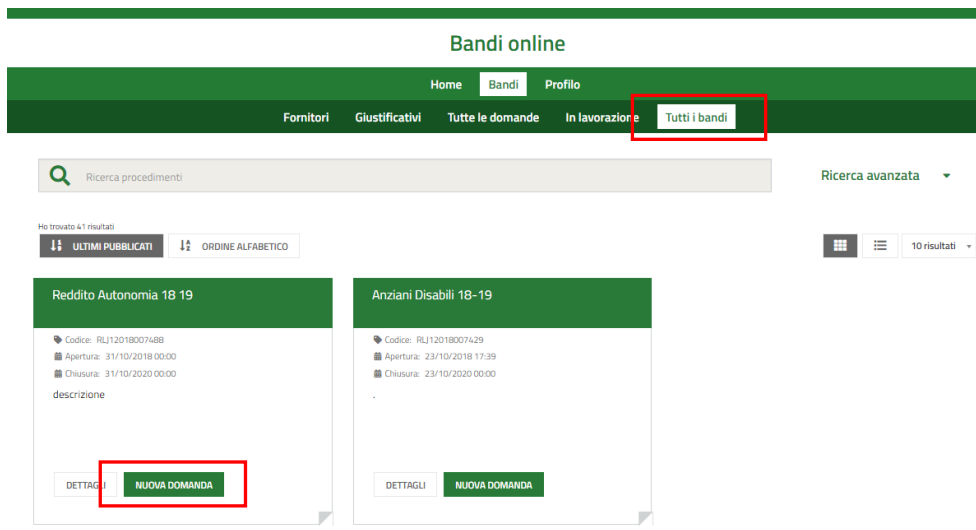 Bandi online
Home Bandi Profilo
Fornitori Giustificativi Tutte le domande In lavorazione Tutti i bandi
Ricerca procedimenti
Ricerca avanzata
Ho trovato 41 risultati
ULTIMI PUBBLICATI ORDINE ALFABETICO 10 risultati
Reddito Autonomia 18 19
Codice: RLJ12018007488
Apertura: 31/10/2018 00:00
Chiusura: 31/10/2020 00:00
descrizione
DETTAGLI NUOVA DOMANDA
Anziani Disabili 18-19
Codice: RLJ12018007429
Apertura: 23/10/2018 17:39
Chiusura: 23/10/2020 00:00
.
DETTAGLI NUOVA DOMANDA